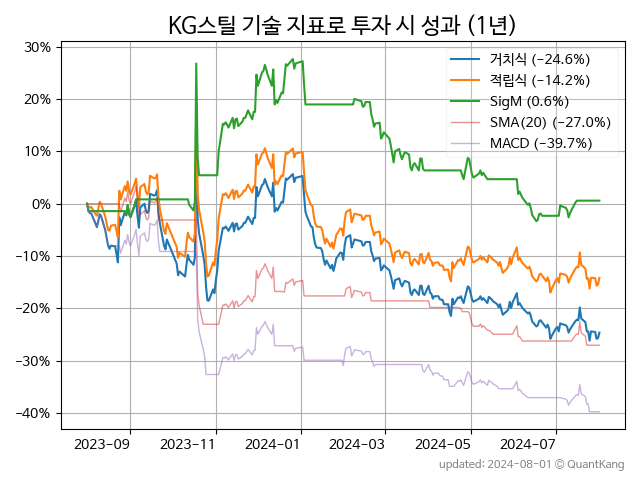 KG스틸 기술 지표로 투자 시 성과 (1년)
30%
20%
10%
0%
−10%
−20%
−30%
−40%
거치식 (−24.6%)
적립식 (−14.2%)
SigM (0.6%)
SMA(20) (−27.0%)
MACD (−39.7%)
2023−09
2023−11
2024−01
2024−03
2024−05
2024−07
updated: 2024-08-01 © QuantKang